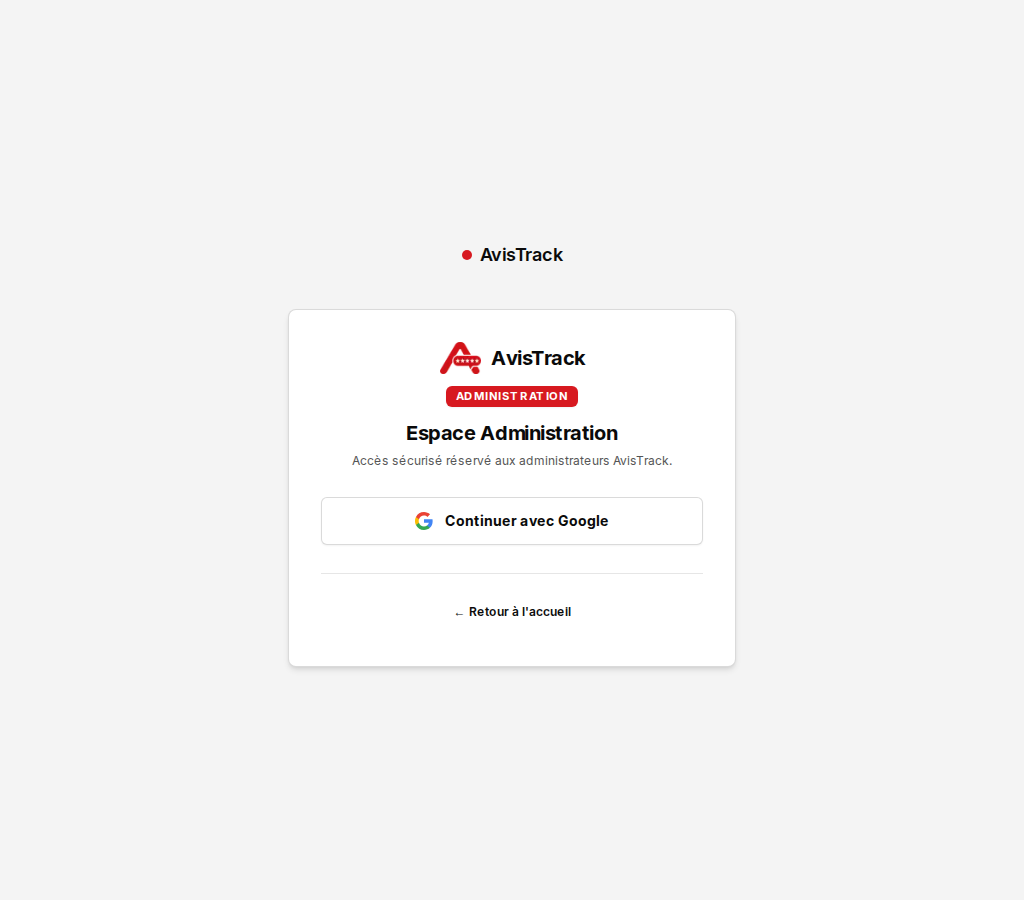 AvisTrack
AvisTrack
ADMINISTRATION
Espace Administration
Accès sécurisé réservé aux administrateurs AvisTrack.
Continuer avec Google
← Retour à l'accueil